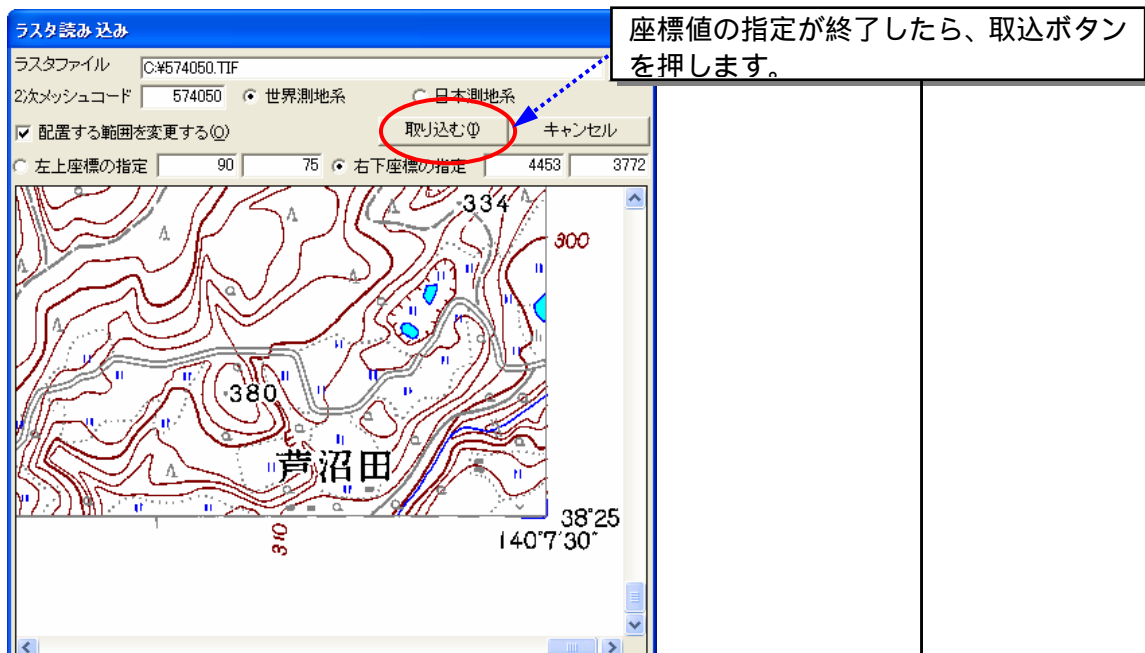 ラスタ読み込み
座標値の指定が終了したら、取込ボタン
を押します。
ラスタファイル C:¥574050.TIF
2次メッシュコード 574050 世界測地系 日本測地系
配置する範囲を変更する(O) 取り込む(I) キャンセル
左上座標の指定 90 75 右下座標の指定 4453 3772
334
300
380
芦沼田
38°25
310
140°7′30″